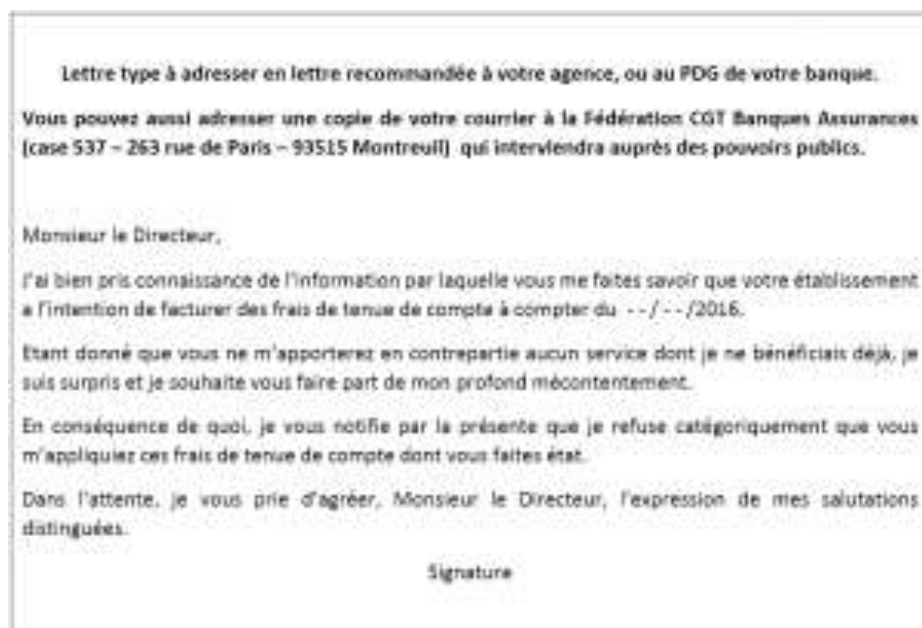 Lettre type à adresser en lettre recommandée à votre agence, ou au PDG de votre banque.
Vous pouvez aussi adresser une copie de votre courrier à la Fédération CGT Banques Assurances
(case 537 – 263 rue de Paris – 93515 Montreuil) qui interviendra auprès des pouvoirs publics.
Monsieur le Directeur,
J'ai bien pris connaissance de l'information par laquelle vous me faites savoir que votre établissement
a l'intention de facturer des frais de tenue de compte à compter du - - / - - /2016.
Etant donné que vous ne m'apporterez en contrepartie aucun service dont je ne bénéficiais déjà, je
suis surpris et je souhaite vous faire part de mon profond mécontentement.
En conséquence de quoi, je vous notifie par la présente que je refuse catégoriquement que vous
m'appliquiez ces frais de tenue de compte dont vous faites état.
Dans l'attente, je vous prie d'agréer, Monsieur le Directeur, l'expression de mes salutations
distinguées.
Signature